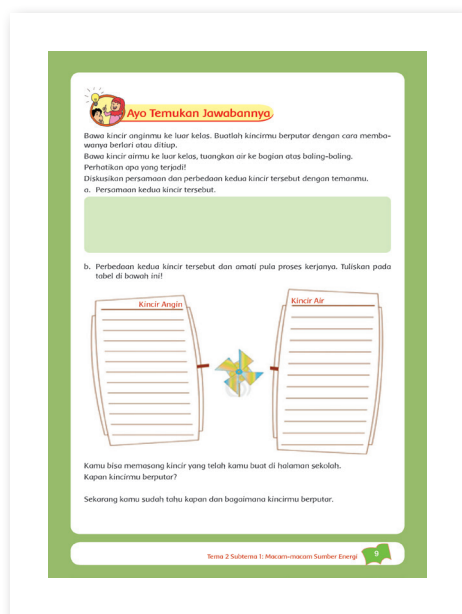 Ayo Temukan Jawabannya
Bawa kincir anginmu ke luar kelas. Buatlah kincirmu berputar dengan cara memba-
wanya berlari atau ditiup.
Bawa kincir airmu ke luar kelas, tuangkan air ke bagian atas baling-baling.
Perhatikan apa yang terjadi!
Diskusikan persamaan dan perbedaan kedua kincir tersebut dengan temanmu.
a. Persamaan kedua kincir tersebut.
b. Perbedaan kedua kincir tersebut dan amati pula proses kerjanya. Tuliskan pada
tabel di bawah ini!
Kincir Angin
Kincir Air
Kamu bisa memasang kincir yang telah kamu buat di halaman sekolah.
Kapan kincirmu berputar?
Sekarang kamu sudah tahu kapan dan bagaimana kincirmu berputar.
Tema 2 Subtema 1: Macam-macam Sumber Energi
9